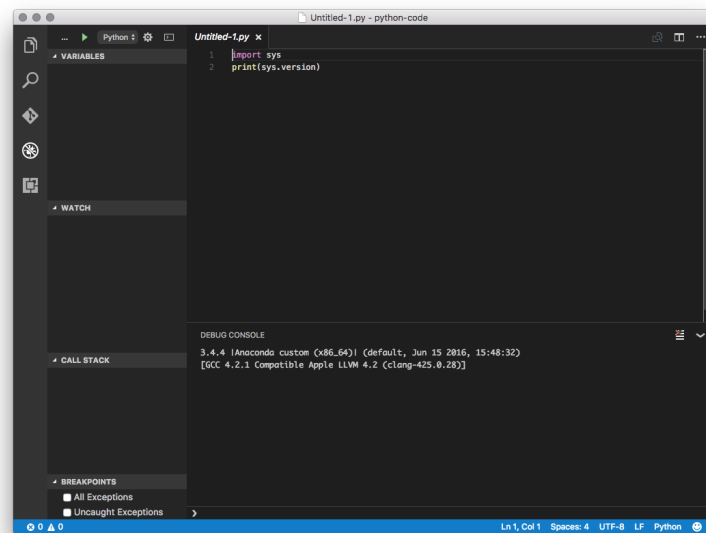 Untitled-1.py - python-code
... Python
Untitled-1.py ×
VARIABLES
1 import sys
2 print(sys.version)
WATCH
DEBUG CONSOLE
3.4.4 |Anaconda custom (x86_64)| (default, Jun 15 2016, 15:48:32)
[GCC 4.2.1 Compatible Apple LLVM 4.2 (clang-425.0.28)]
CALL STACK
BREAKPOINTS
All Exceptions
Uncaught Exceptions
0 0 Ln 1, Col 1 Spaces: 4 UTF-8 LF Python